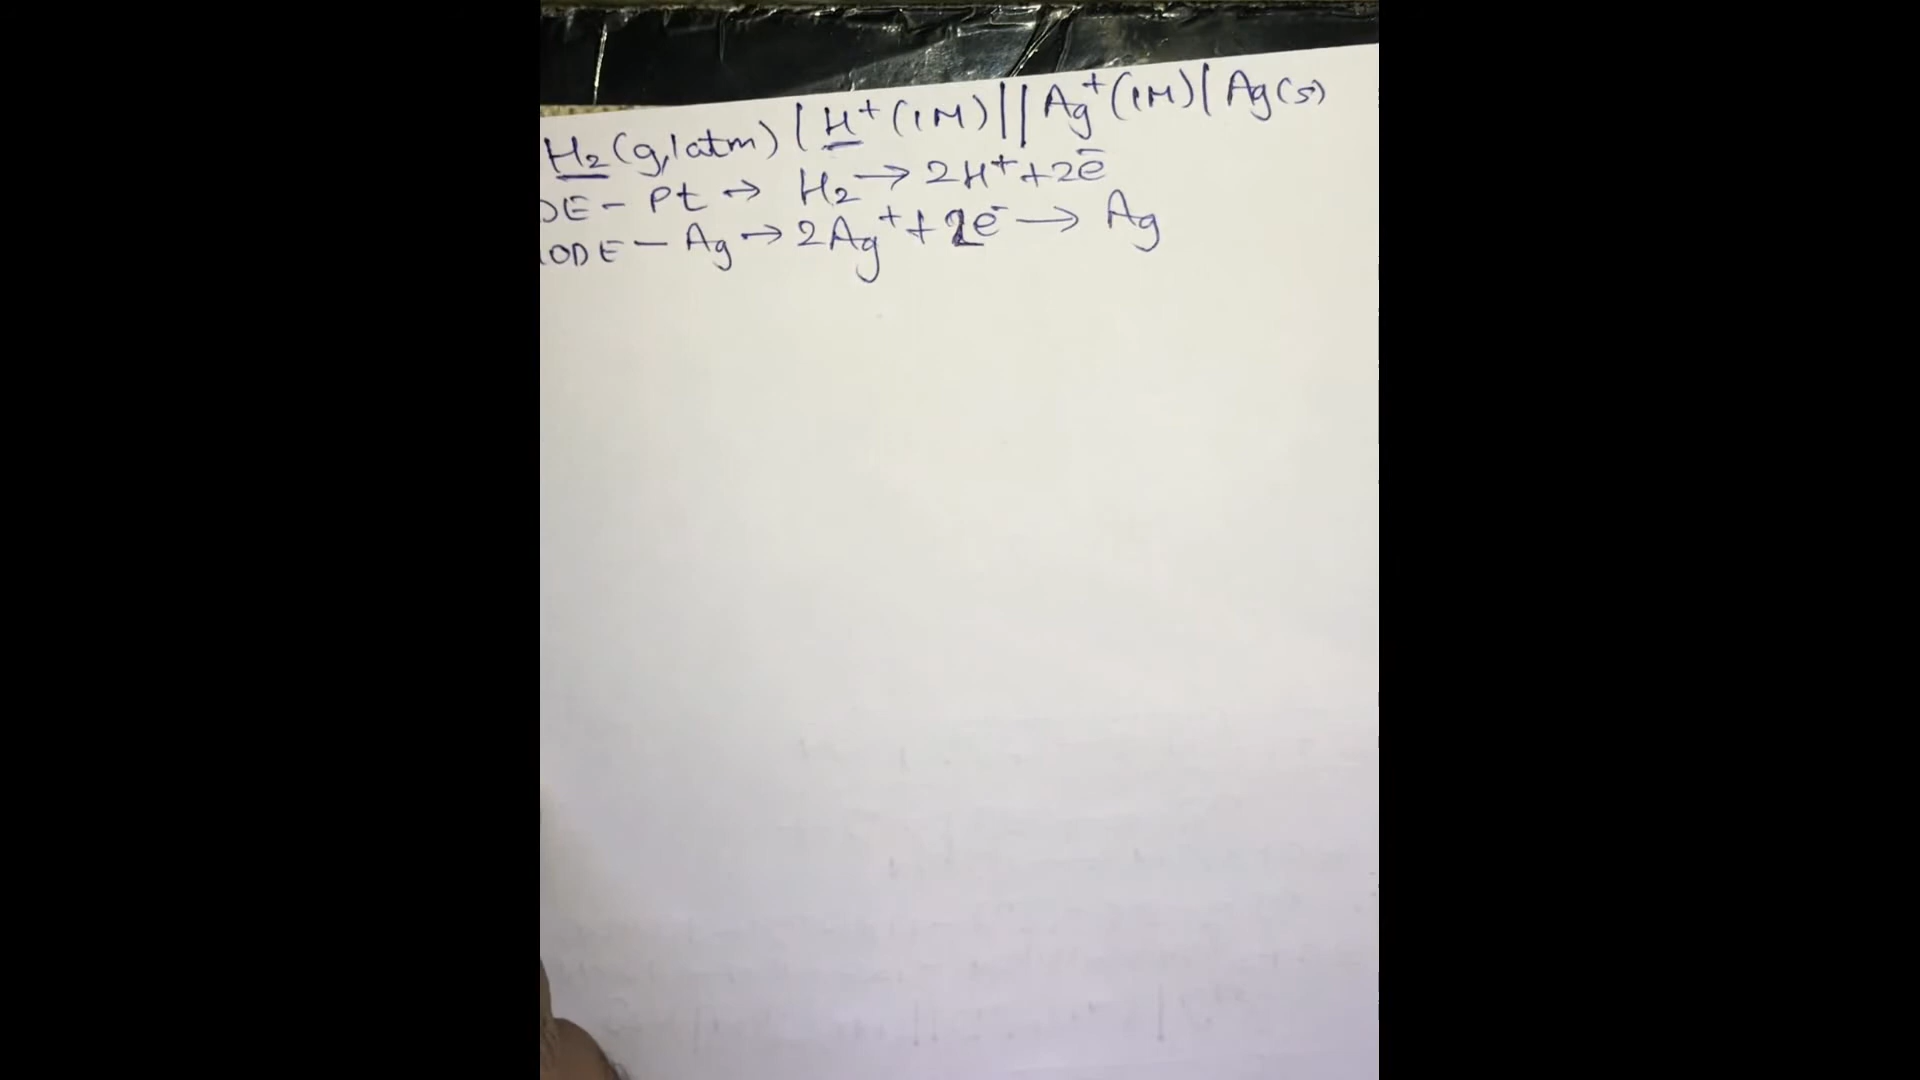 H₂(g,1atm) | H⁺(1M) || Ag⁺(1M) | Ag(s)
DE - Pt → H₂ → 2H⁺ + 2e⁻
ODE - Ag → 2Ag⁺ + 2e⁻ → Ag